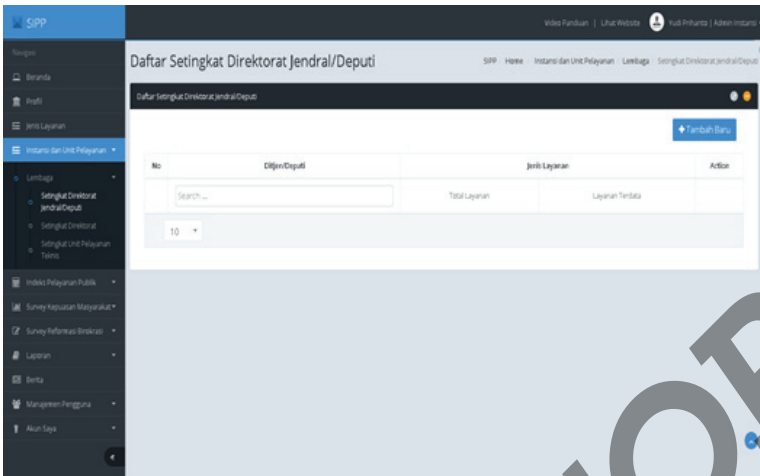 SIPP
Video Panduan | Lihat Website
Yudi Prihanto | Admin Instansi
Navigasi
Beranda
Profil
Jenis Layanan
Instansi dan Unit Pelayanan
Lembaga
Setingkat Direktorat
Jendral/Deputi
Setingkat Direktorat
Setingkat Unit Pelayanan
Teknis
Indeks Pelayanan Publik
Survey Kepuasan Masyarakat
Survey Reformasi Birokrasi
Laporan
Berita
Manajemen Pengguna
Akun Saya
Daftar Setingkat Direktorat Jendral/Deputi
SIPP Home Instansi dan Unit Pelayanan Lembaga Setingkat Direktorat Jendral/Deputi
Daftar Setingkat Direktorat Jendral/Deputi
+ Tambah Baru
No Ditjen/Deputi Jenis Layanan Action
Search ... Total Layanan Layanan Terdata
10